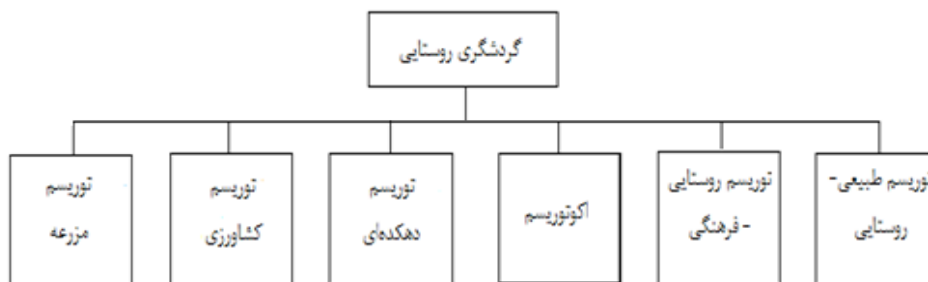 گردشگری روستایی
توریسم طبیعی-
روستایی
توریسم روستایی
- فرهنگی
اکوتوریسم
توریسم
دهکده‌ای
توریسم
کشاورزی
توریسم
مزرعه